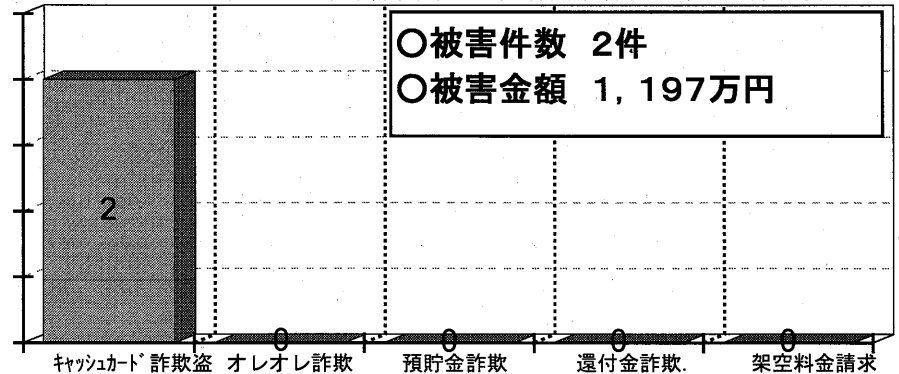 ○被害件数 2件
○被害金額 1,197万円
2
0 0 0 0
キャッシュカード詐欺盗 オレオレ詐欺 預貯金詐欺 還付金詐欺. 架空料金請求